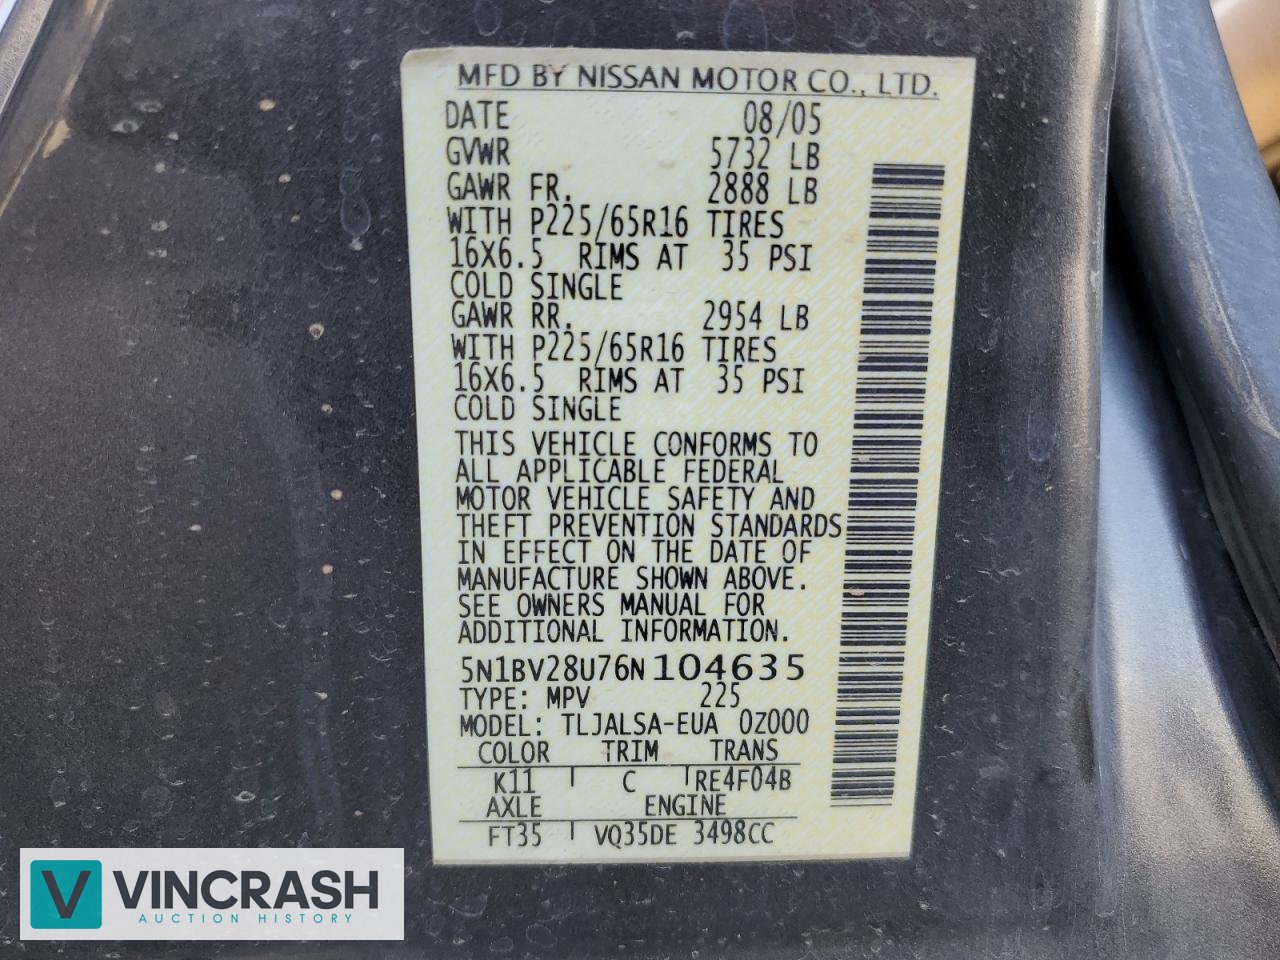 MFD BY NISSAN MOTOR CO., LTD.
DATE 08/05
GVWR 5732 LB
GAWR FR. 2888 LB
WITH P225/65R16 TIRES
16X6.5 RIMS AT 35 PSI
COLD SINGLE
GAWR RR. 2954 LB
WITH P225/65R16 TIRES
16X6.5 RIMS AT 35 PSI
COLD SINGLE
THIS VEHICLE CONFORMS TO
ALL APPLICABLE FEDERAL
MOTOR VEHICLE SAFETY AND
THEFT PREVENTION STANDARDS
IN EFFECT ON THE DATE OF
MANUFACTURE SHOWN ABOVE.
SEE OWNERS MANUAL FOR
ADDITIONAL INFORMATION.
5N1BV28U76N104635
TYPE: MPV 225
MODEL: TLJALSA-EUA 0Z000
COLOR TRIM TRANS
K11 C RE4F04B
AXLE ENGINE
FT35 VQ35DE 3498CC
V VINCRASH
AUCTION HISTORY